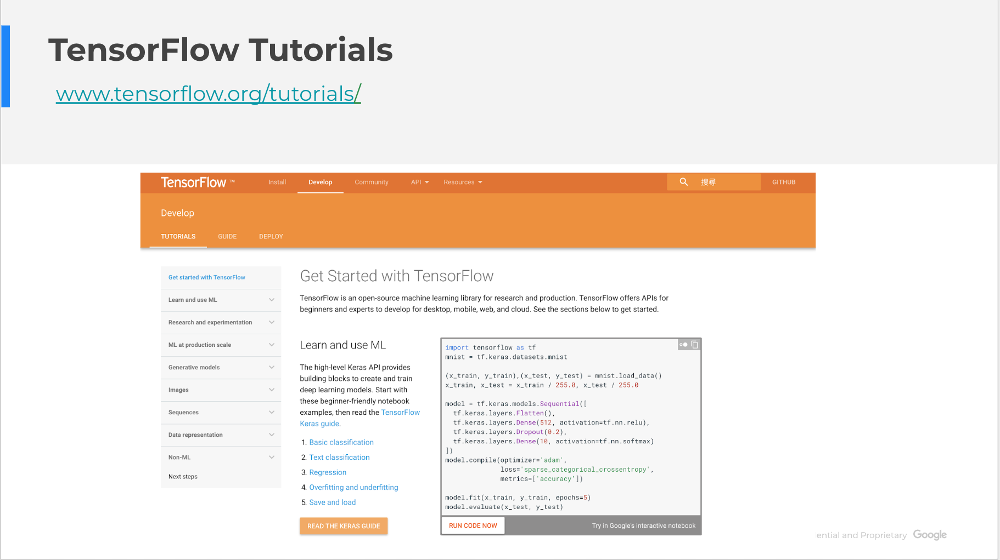 TensorFlow Tutorials
www.tensorflow.org/tutorials/
TensorFlow ™ Install Develop Community API Resources 搜尋 GITHUB
Develop
TUTORIALS GUIDE DEPLOY
Get started with TensorFlow
Learn and use ML
Research and experimentation
ML at production scale
Generative models
Images
Sequences
Data representation
Non-ML
Next steps
Get Started with TensorFlow
TensorFlow is an open-source machine learning library for research and production. TensorFlow offers APIs for
beginners and experts to develop for desktop, mobile, web, and cloud. See the sections below to get started.
Learn and use ML
The high-level Keras API provides
building blocks to create and train
deep learning models. Start with
these beginner-friendly notebook
examples, then read the TensorFlow
Keras guide.
1. Basic classification
2. Text classification
3. Regression
4. Overfitting and underfitting
5. Save and load
READ THE KERAS GUIDE
import tensorflow as tf
mnist = tf.keras.datasets.mnist
(x_train, y_train),(x_test, y_test) = mnist.load_data()
x_train, x_test = x_train / 255.0, x_test / 255.0
model = tf.keras.models.Sequential([
  tf.keras.layers.Flatten(),
  tf.keras.layers.Dense(512, activation=tf.nn.relu),
  tf.keras.layers.Dropout(0.2),
  tf.keras.layers.Dense(10, activation=tf.nn.softmax)
])
model.compile(optimizer='adam',
              loss='sparse_categorical_crossentropy',
              metrics=['accuracy'])
model.fit(x_train, y_train, epochs=5)
model.evaluate(x_test, y_test)
RUN CODE NOW Try in Google's interactive notebook
ential and Proprietary Google